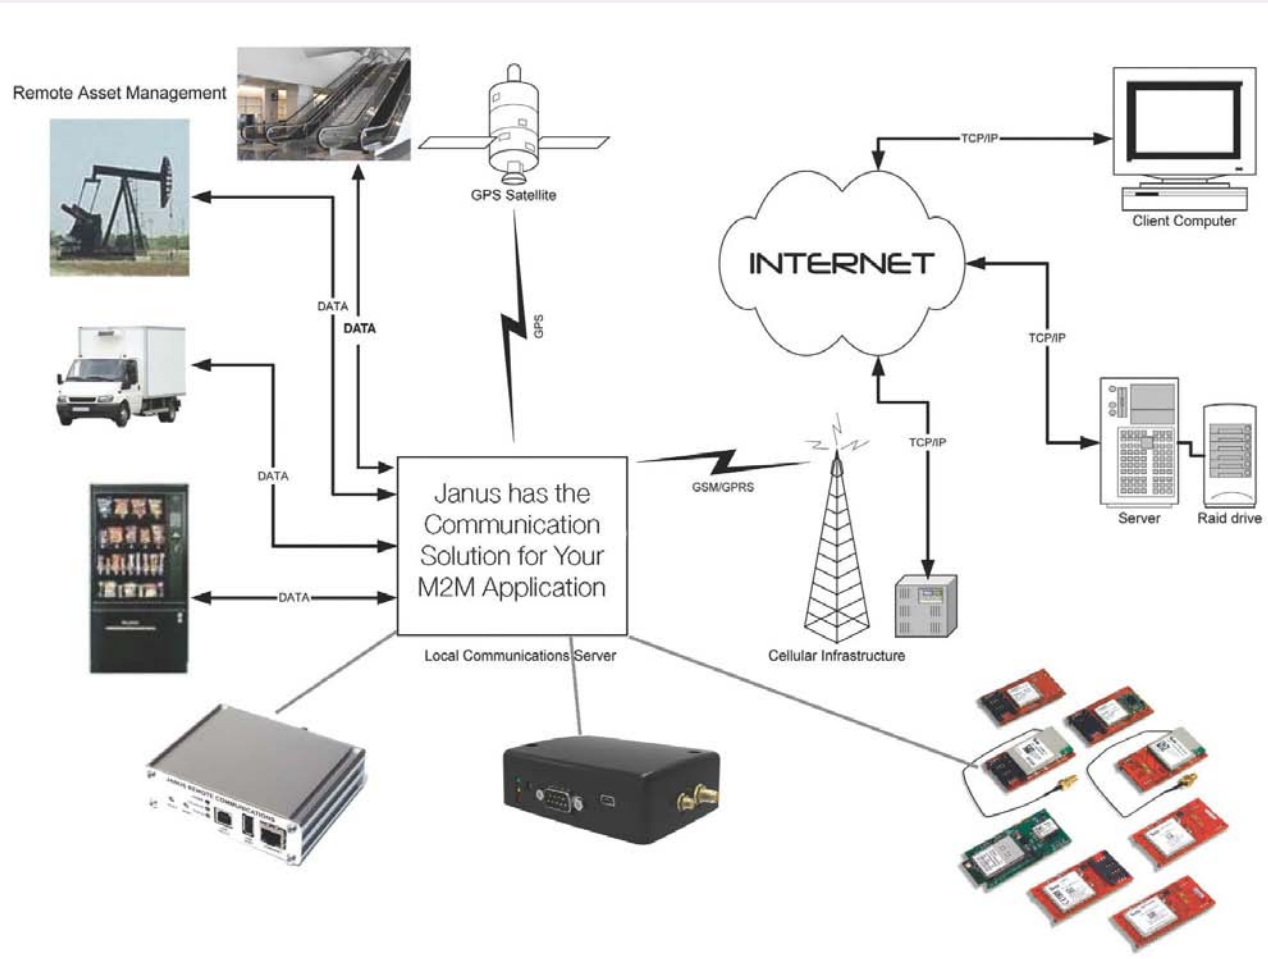 Remote Asset Management
GPS Satellite
TCP/IP
Client Computer
INTERNET
DATA
DATA
GPS
TCP/IP
TCP/IP
DATA
GSM/GPRS
Janus has the
Communication
Solution for Your
M2M Application
Server
Raid drive
DATA
Local Communications Server
Cellular Infrastructure
JANUS REMOTE COMMUNICATIONS